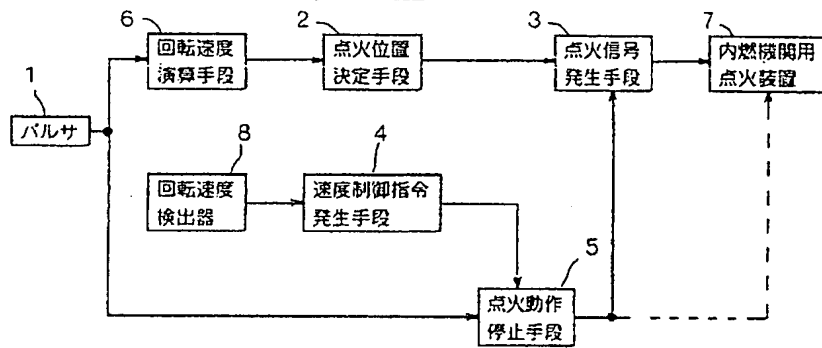 6
回転速度
演算手段
2
点火位置
決定手段
3
点火信号
発生手段
7
内燃機関用
点火装置
1
パルサ
8
回転速度
検出器
4
速度制御指令
発生手段
5
点火動作
停止手段